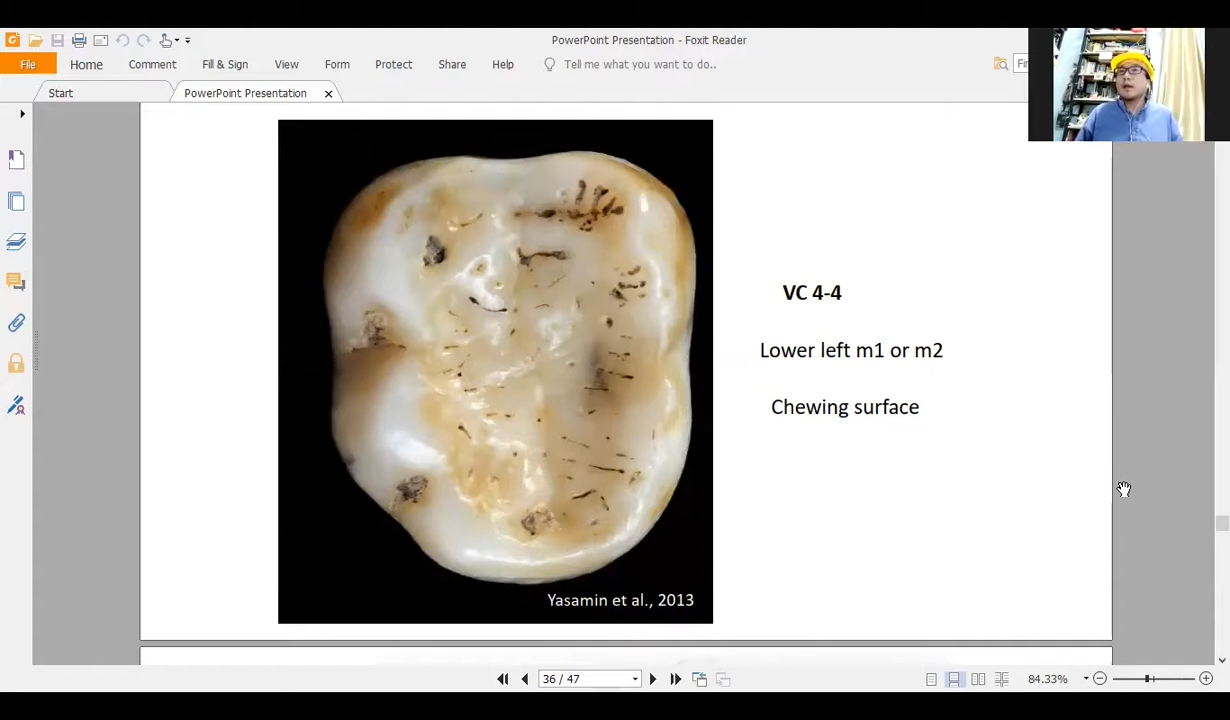 PowerPoint Presentation - Foxit Reader
File Home Comment Fill & Sign View Form Protect Share Help Tell me what you want to do..
Start PowerPoint Presentation
VC 4-4
Lower left m1 or m2
Chewing surface
Yasamin et al., 2013
36 / 47
84.33%